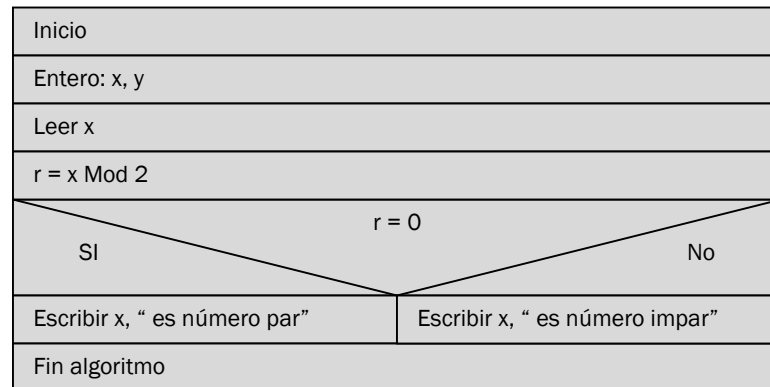 Inicio
Entero: x, y
Leer x
r = x Mod 2
r = 0
SI
No
Escribir x, “ es número par”
Escribir x, “ es número impar”
Fin algoritmo